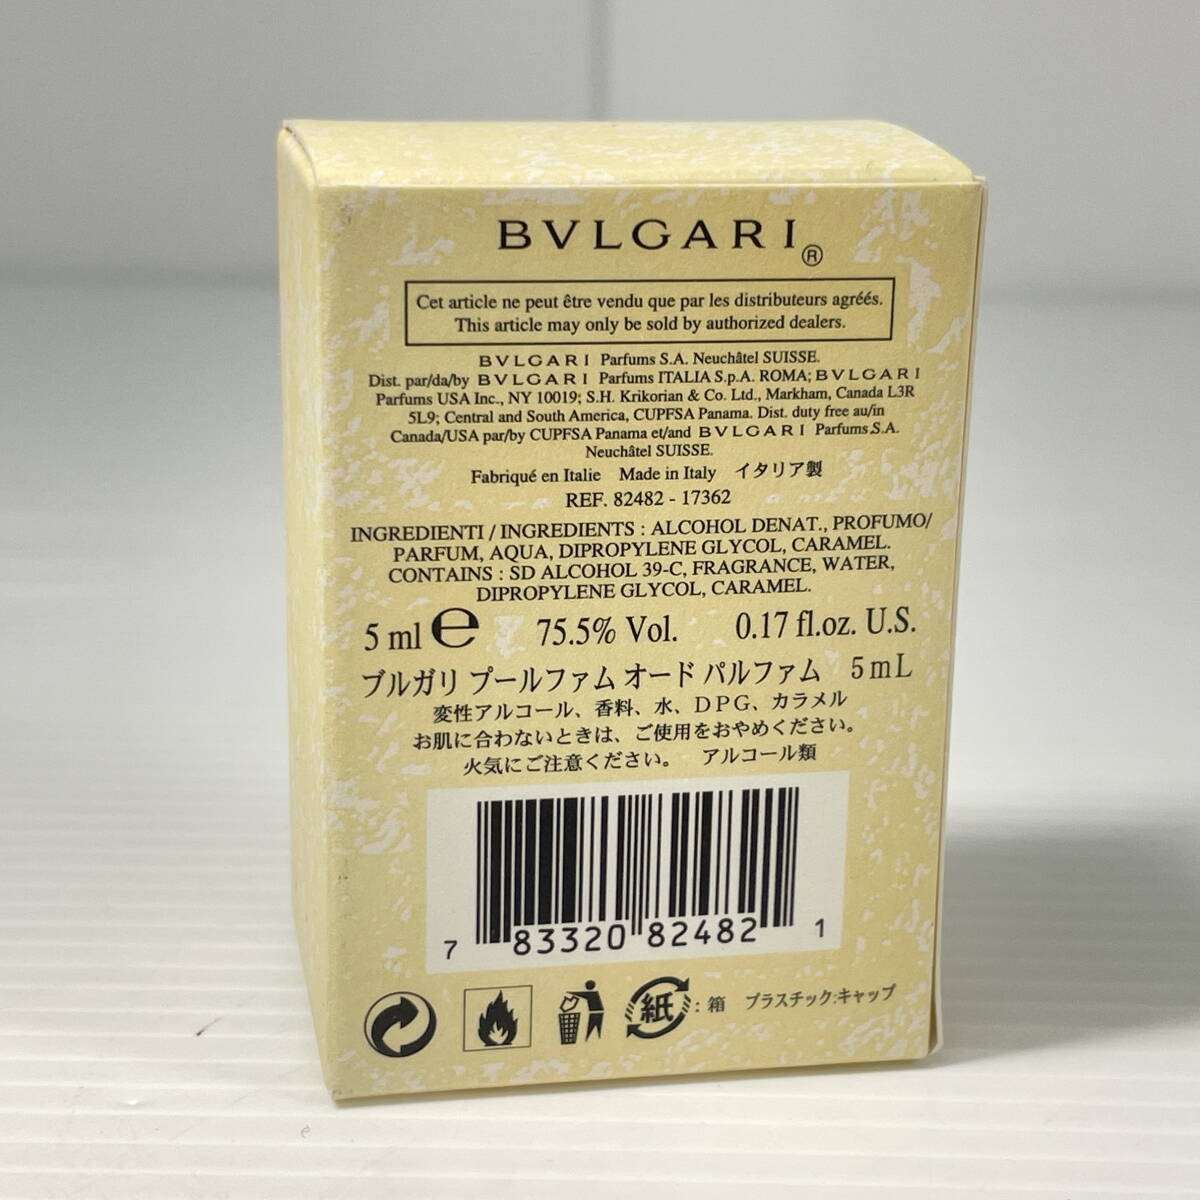 BVLGARI®
Cet article ne peut être vendu que par les distributeurs agréés.
This article may only be sold by authorized dealers.
BVLGARI Parfums S.A. Neuchâtel SUISSE.
Dist. par/da/by BVLGARI Parfums ITALIA S.p.A. ROMA; BVLGARI
Parfums USA Inc., NY 10019; S.H. Krikorian & Co. Ltd., Markham, Canada L3R
5L9; Central and South America, CUPFSA Panama. Dist. duty free au/in
Canada/USA par/by CUPFSA Panama et/and BVLGARI Parfums S.A.
Neuchâtel SUISSE.
Fabriqué en Italie Made in Italy イタリア製
REF. 82482 - 17362
INGREDIENTI / INGREDIENTS : ALCOHOL DENAT., PROFUMO/
PARFUM, AQUA, DIPROPYLENE GLYCOL, CARAMEL.
CONTAINS : SD ALCOHOL 39-C, FRAGRANCE, WATER,
DIPROPYLENE GLYCOL, CARAMEL.
5 ml e 75.5% Vol. 0.17 fl.oz. U.S.
ブルガリ プールファム オード パルファム 5mL
変性アルコール、香料、水、DPG、カラメル
お肌に合わないときは、ご使用をおやめください。
火気にご注意ください。 アルコール類
7 83320 82482 1
紙 : 箱 プラスチック:キャップ